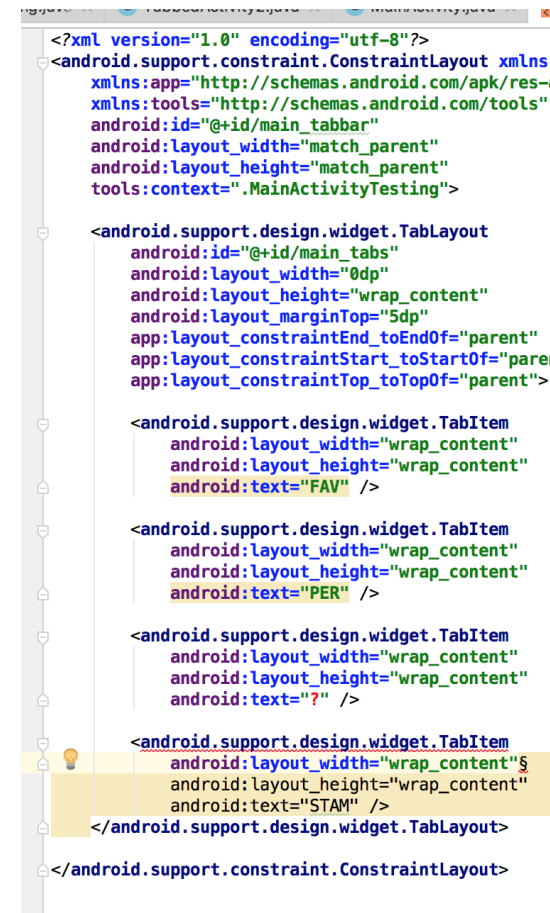 <?xml version="1.0" encoding="utf-8"?>
<android.support.constraint.ConstraintLayout xmlns
xmlns:app="http://schemas.android.com/apk/res-a
xmlns:tools="http://schemas.android.com/tools"
android:id="@+id/main_tabbar"
android:layout_width="match_parent"
android:layout_height="match_parent"
tools:context=".MainActivityTesting">
<android.support.design.widget.TabLayout
android:id="@+id/main_tabs"
android:layout_width="0dp"
android:layout_height="wrap_content"
android:layout_marginTop="5dp"
app:layout_constraintEnd_toEndOf="parent"
app:layout_constraintStart_toStartOf="pare
app:layout_constraintTop_toTopOf="parent">
<android.support.design.widget.TabItem
android:layout_width="wrap_content"
android:layout_height="wrap_content"
android:text="FAV" />
<android.support.design.widget.TabItem
android:layout_width="wrap_content"
android:layout_height="wrap_content"
android:text="PER" />
<android.support.design.widget.TabItem
android:layout_width="wrap_content"
android:layout_height="wrap_content"
android:text="?" />
<android.support.design.widget.TabItem
android:layout_width="wrap_content"§
android:layout_height="wrap_content"
android:text="STAM" />
</android.support.design.widget.TabLayout>
</android.support.constraint.ConstraintLayout>